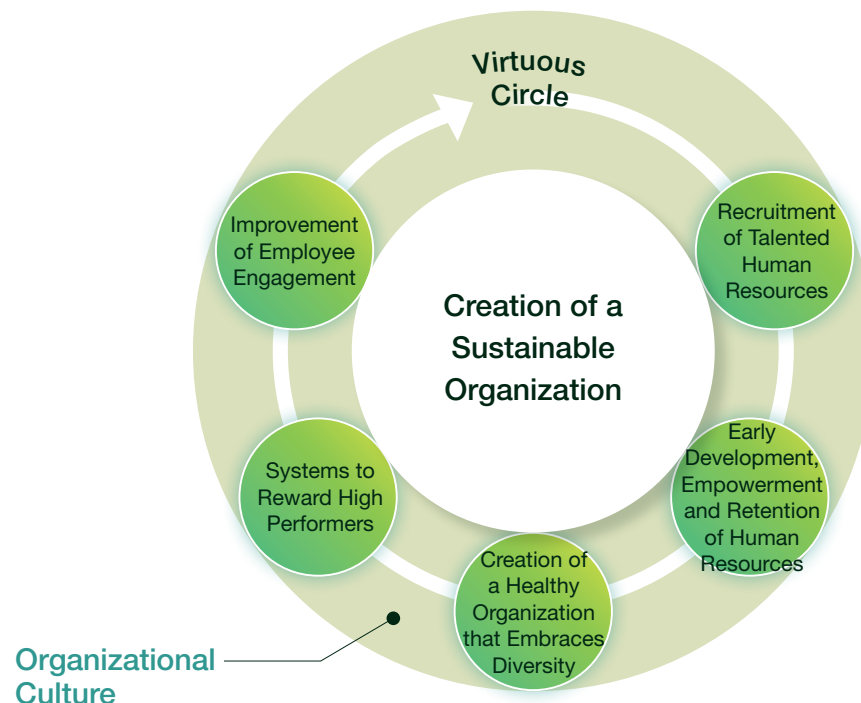 Virtuous
Circle
Recruitment
of Talented
Human
Resources
Early
Development,
Empowerment
and Retention
of Human
Resources
Creation of
a Healthy
Organization
that Embraces
Diversity
Systems to
Reward High
Performers
Improvement
of Employee
Engagement
Creation of a
Sustainable
Organization
Organizational
Culture